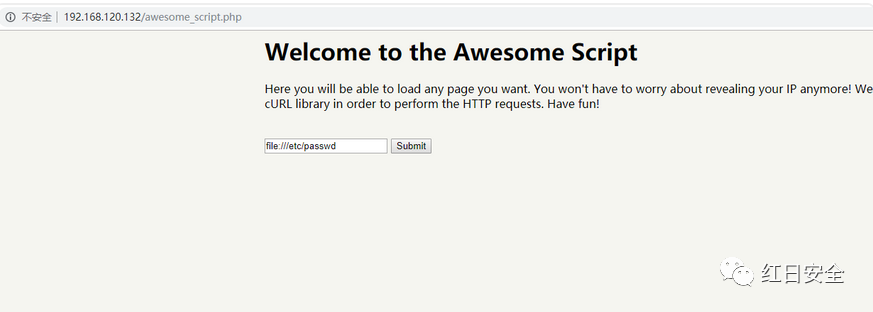 不安全 | 192.168.120.132/awesome_script.php
Welcome to the Awesome Script
Here you will be able to load any page you want. You won't have to worry about revealing your IP anymore! We
cURL library in order to perform the HTTP requests. Have fun!
file:///etc/passwd Submit
红日安全